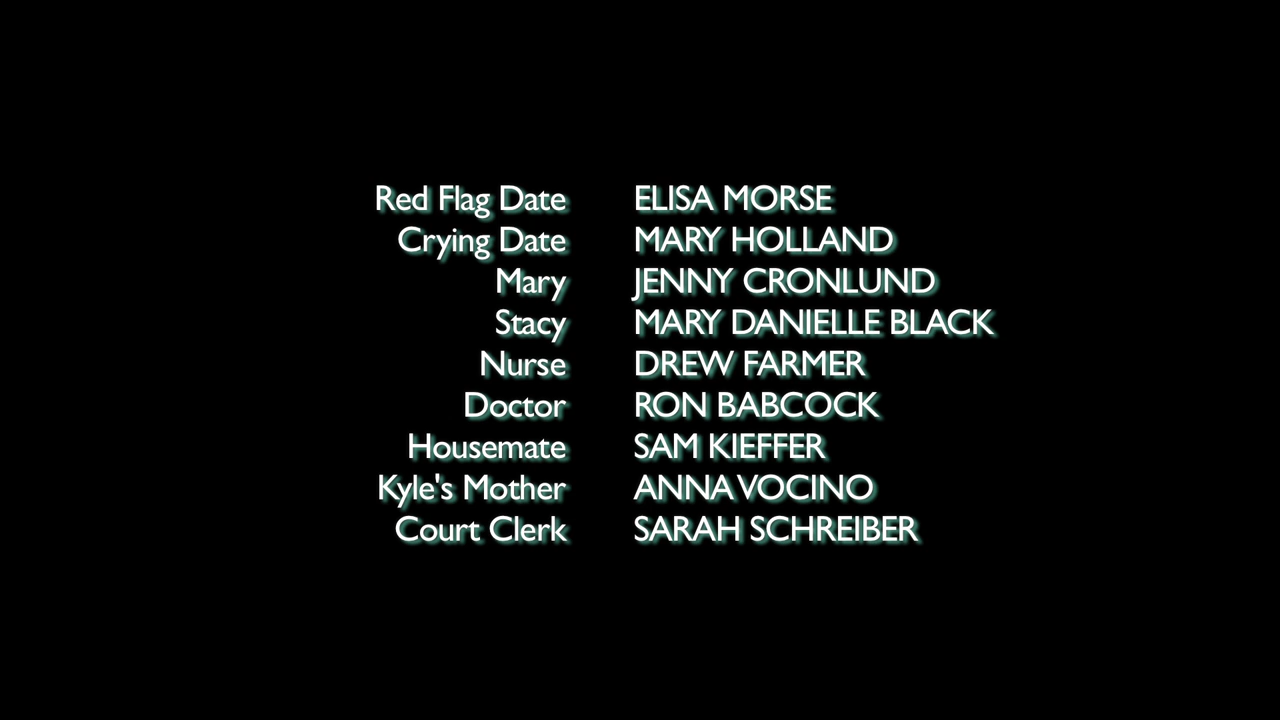 Red Flag Date ELISA MORSE
Crying Date MARY HOLLAND
Mary JENNY CRONLUND
Stacy MARY DANIELLE BLACK
Nurse DREW FARMER
Doctor RON BABCOCK
Housemate SAM KIEFFER
Kyle's Mother ANNA VOCINO
Court Clerk SARAH SCHREIBER